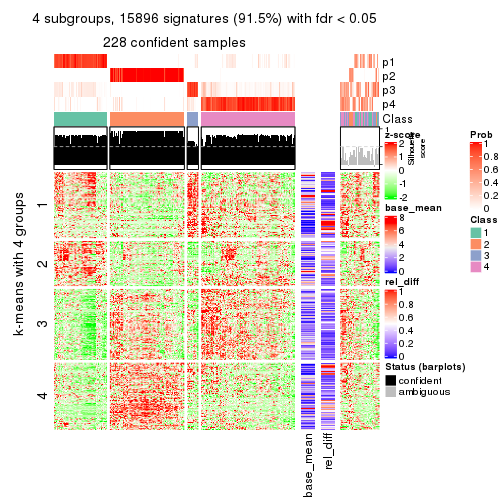 4 subgroups, 15896 signatures (91.5%) with fdr < 0.05
228 confident samples
p1
p2
p3
p4
Class
1
Silhouette
score
k-means with 4 groups
1
2
3
4
base_mean
rel_diff
z-score
2
1
0
-1
-2
base_mean
8
6
4
2
0
rel_diff
1
0.8
0.6
0.4
0.2
0
Status (barplots)
confident
ambiguous
Prob
1
0.8
0.6
0.4
0.2
0
Class
1
2
3
4